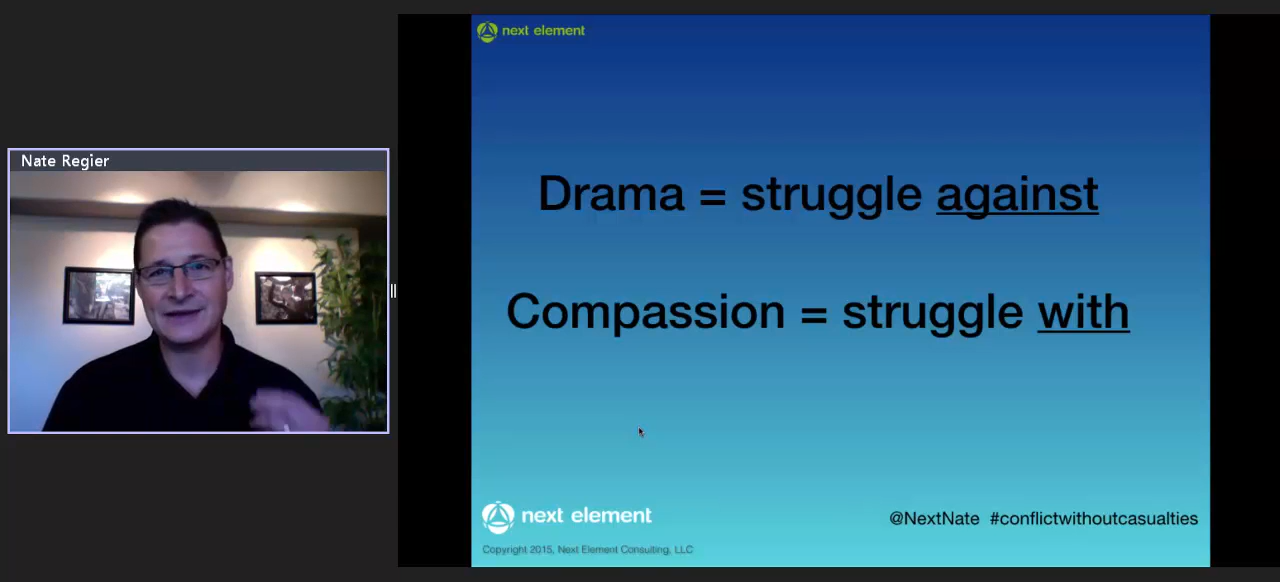 Nate Regier
next element
Drama = struggle against
Compassion = struggle with
next element
@NextNate #conflictwithoutcasualties
Copyright 2015, Next Element Consulting, LLC